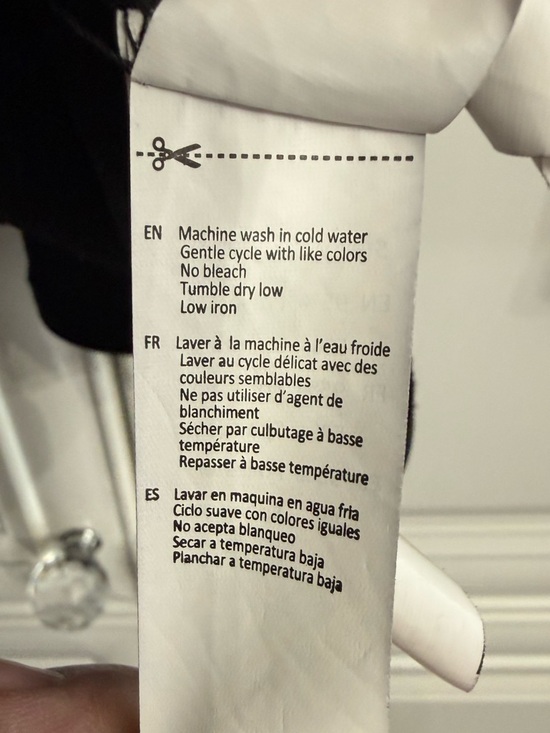 EN Machine wash in cold water
Gentle cycle with like colors
No bleach
Tumble dry low
Low iron
FR Laver à la machine à l'eau froide
Laver au cycle délicat avec des
couleurs semblables
Ne pas utiliser d'agent de
blanchiment
Sécher par culbutage à basse
température
Repasser à basse température
ES Lavar en maquina en agua fria
Ciclo suave con colores iguales
No acepta blanqueo
Secar a temperatura baja
Planchar a temperatura baja